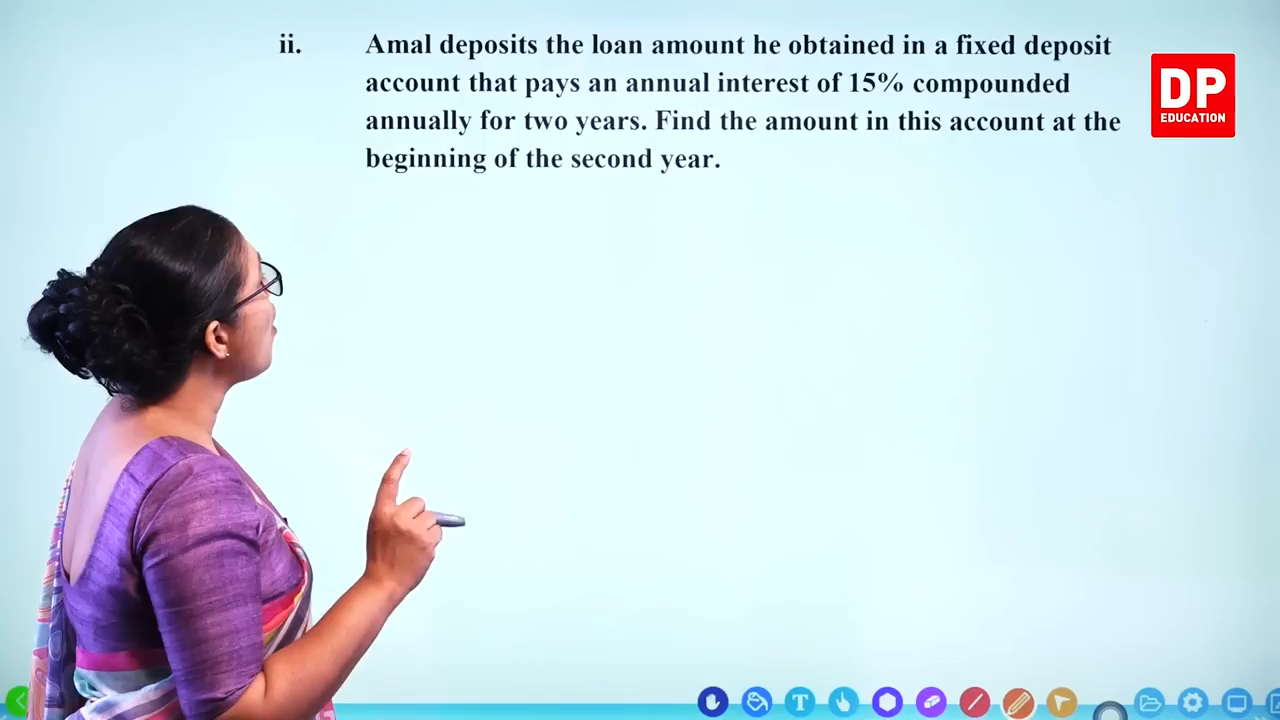 ii. Amal deposits the loan amount he obtained in a fixed deposit
account that pays an annual interest of 15% compounded
annually for two years. Find the amount in this account at the
beginning of the second year.
DP
EDUCATION
T